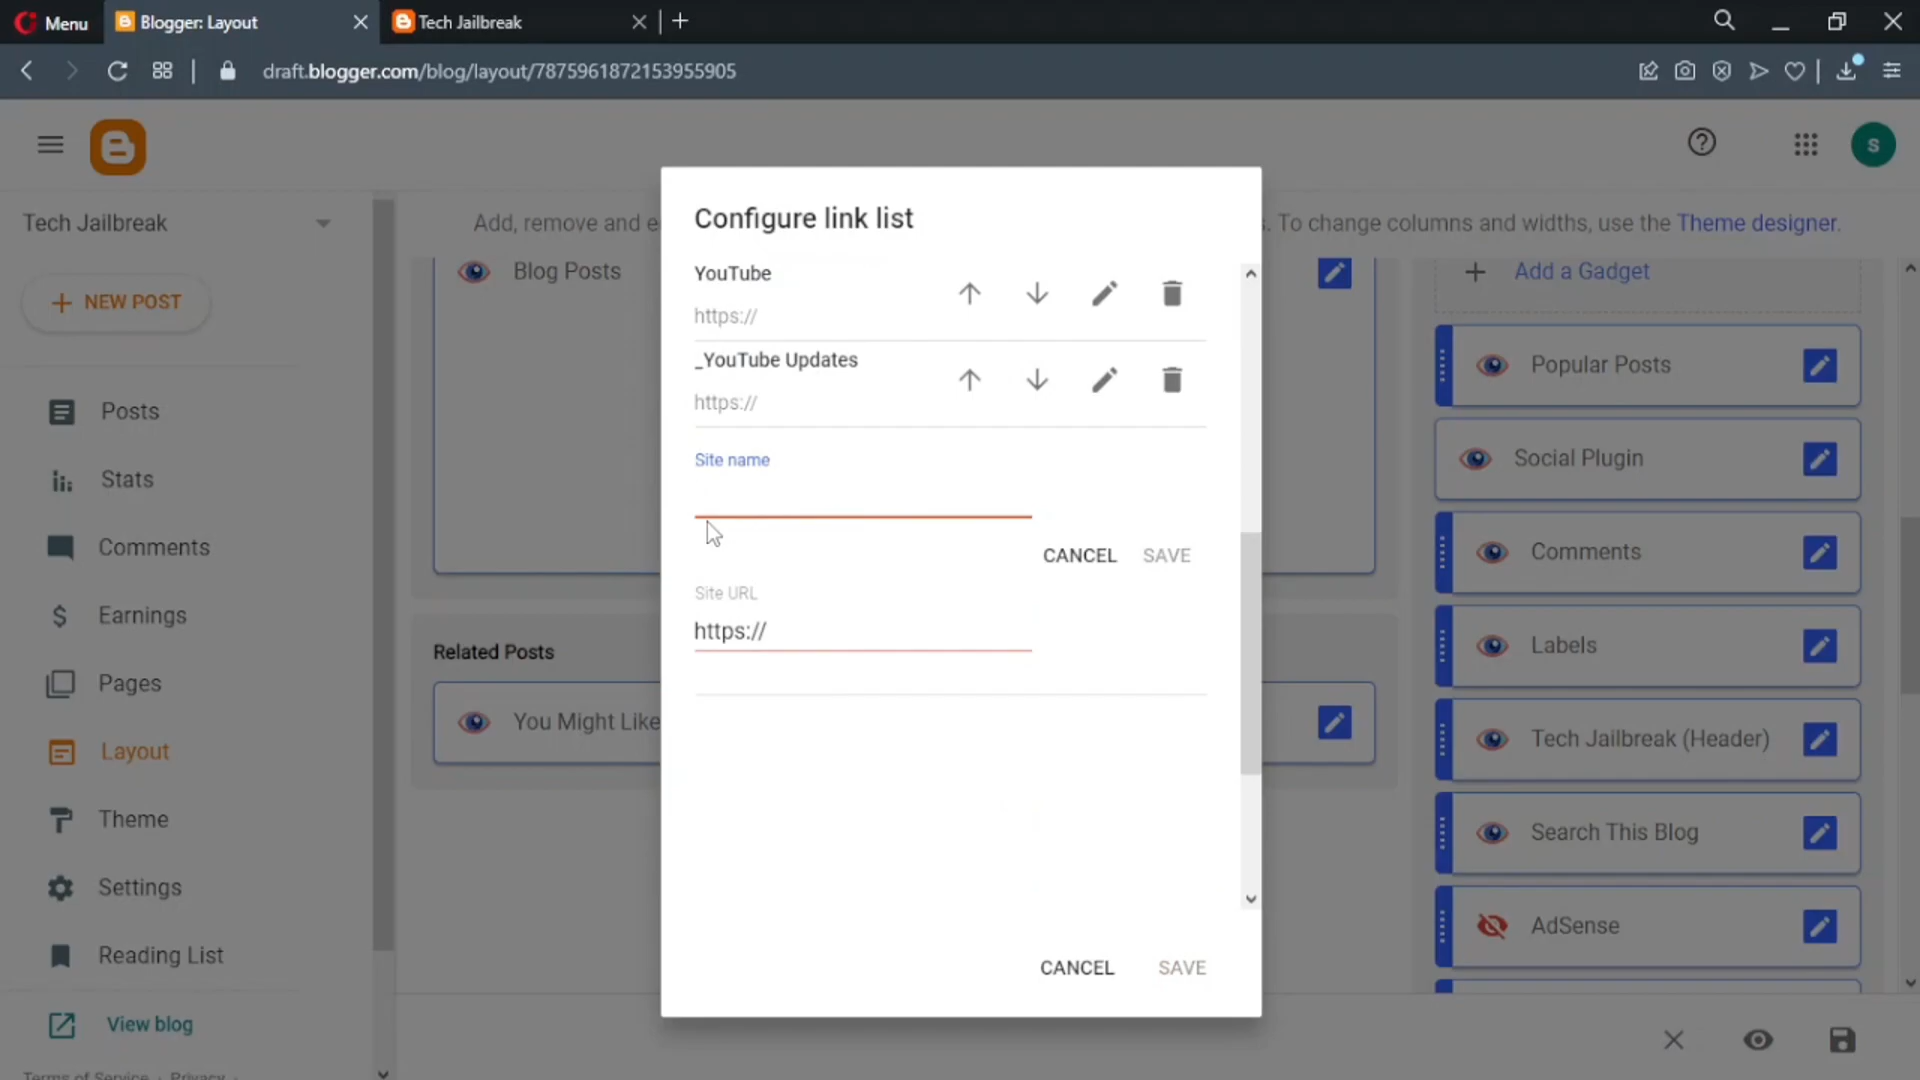 Menu
Blogger: Layout
Tech Jailbreak
draft.blogger.com/blog/layout/7875961872153955905
S
Tech Jailbreak
Add, remove and e
. To change columns and widths, use the Theme designer.
NEW POST
Posts
Stats
Comments
Earnings
Pages
Layout
Theme
Settings
Reading List
View blog
Terms of Service · Privacy ·
Blog Posts
Related Posts
You Might Like
Configure link list
YouTube
https://
_YouTube Updates
https://
Site name
CANCEL SAVE
Site URL
https://
CANCEL SAVE
Add a Gadget
Popular Posts
Social Plugin
Comments
Labels
Tech Jailbreak (Header)
Search This Blog
AdSense